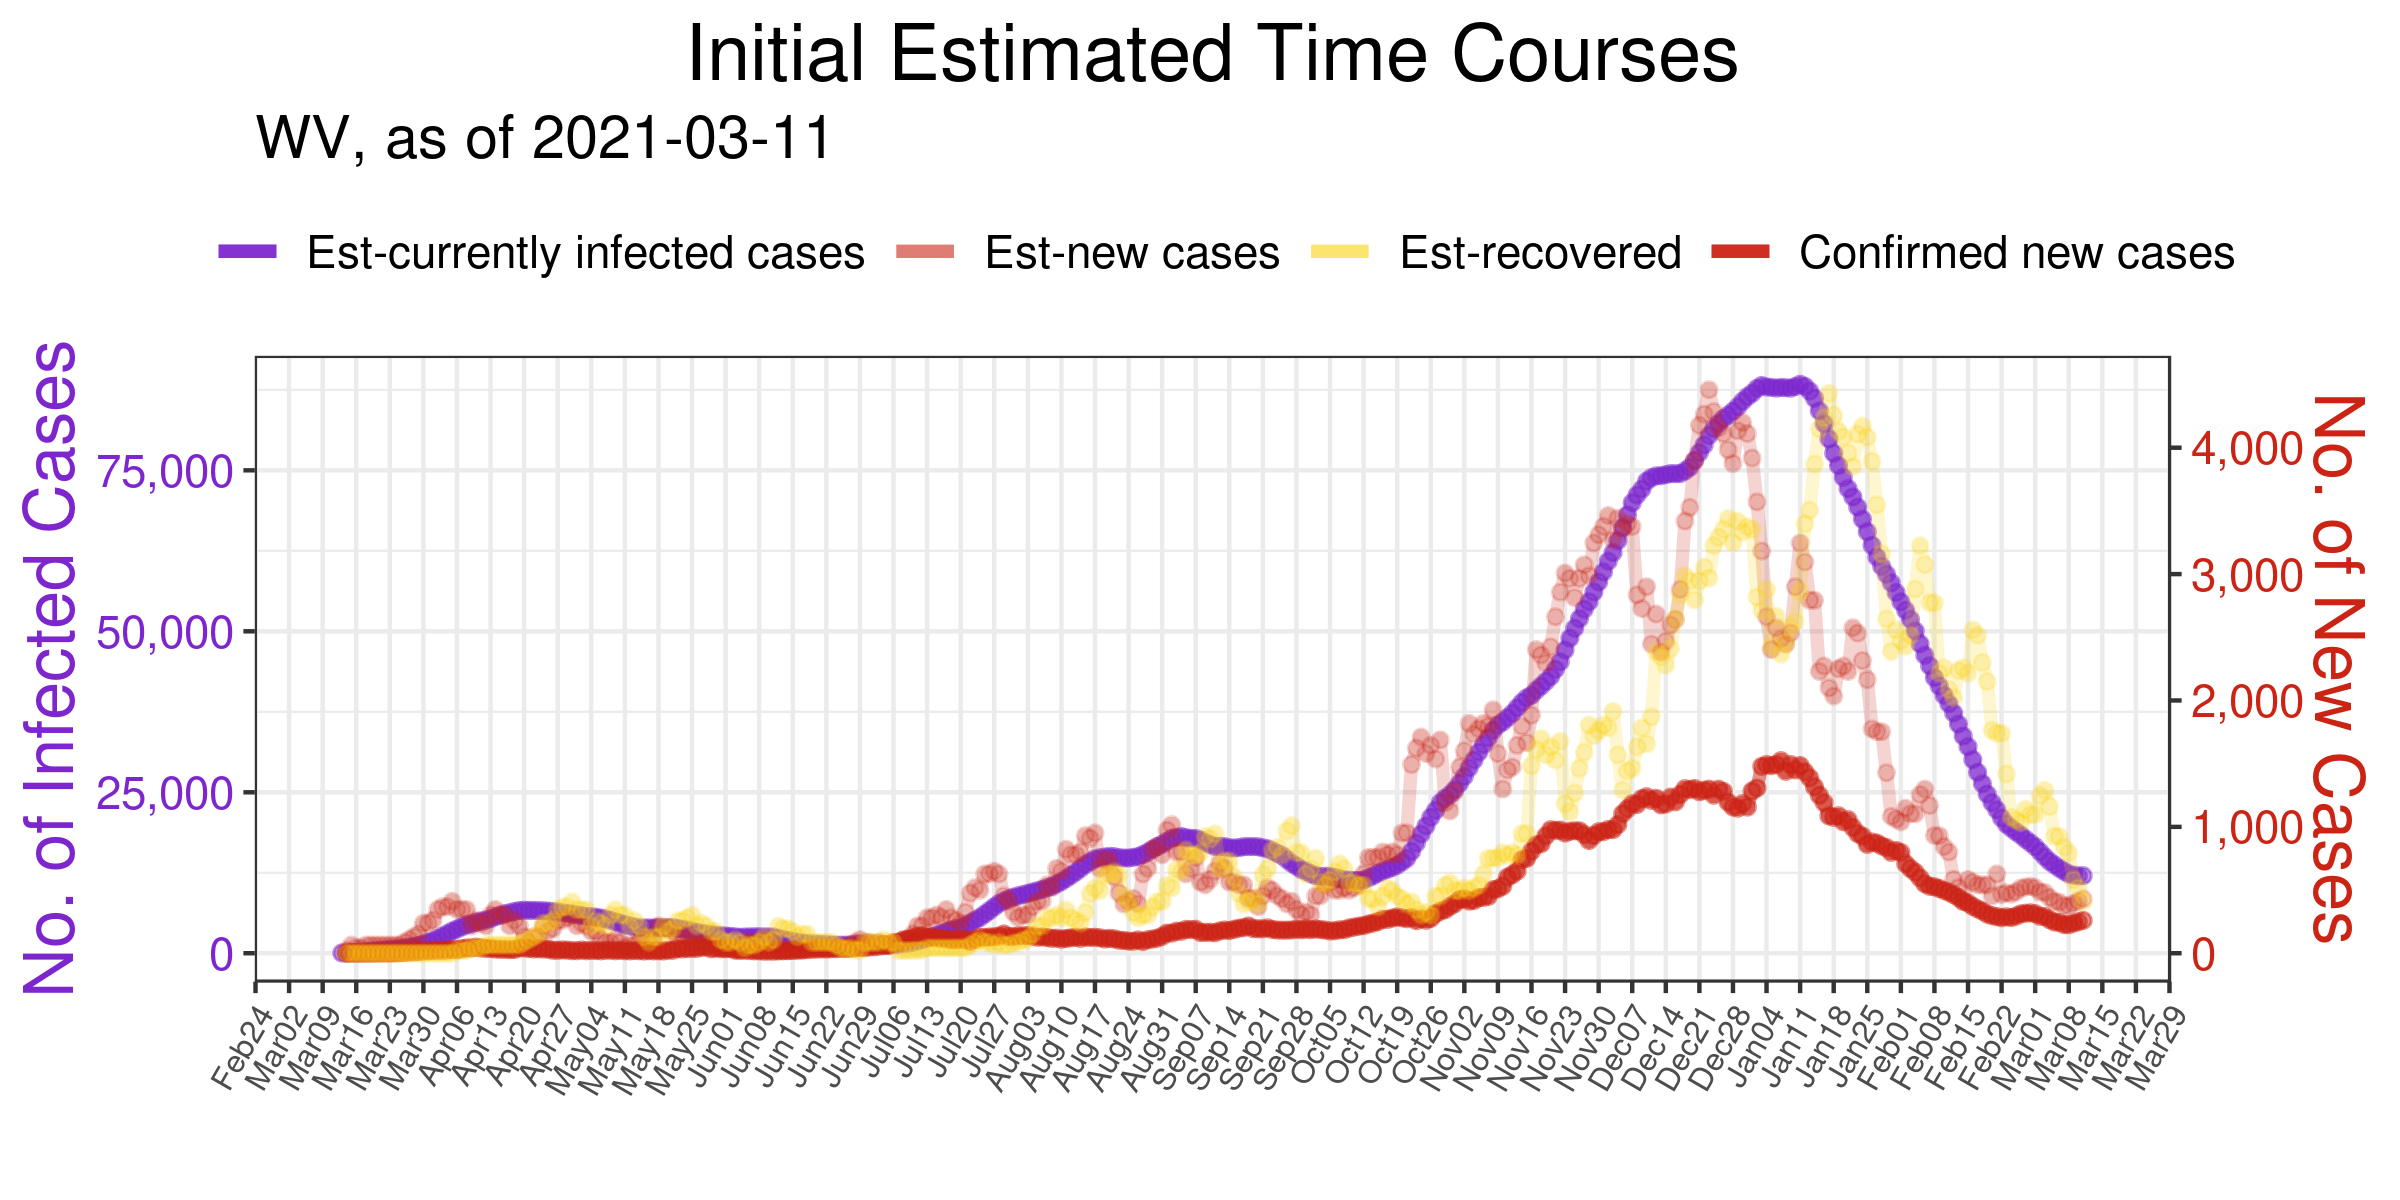 Initial Estimated Time Courses
WV, as of 2021-03-11
Est-currently infected cases Est-new cases Est-recovered Confirmed new cases
No. of Infected Cases
75,000
50,000
25,000
0
4,000
3,000
2,000
1,000
0
No. of New Cases
Feb24 Mar02 Mar09 Mar16 Mar23 Mar30 Apr06 Apr13 Apr20 Apr27 May04 May11 May18 May25 Jun01 Jun08 Jun15 Jun22 Jun29 Jul06 Jul13 Jul20 Jul27 Aug03 Aug10 Aug17 Aug24 Aug31 Sep07 Sep14 Sep21 Sep28 Oct05 Oct12 Oct19 Oct26 Nov02 Nov09 Nov16 Nov23 Nov30 Dec07 Dec14 Dec21 Dec28 Jan04 Jan11 Jan18 Jan25 Feb01 Feb08 Feb15 Feb22 Mar01 Mar08 Mar15 Mar22 Mar29